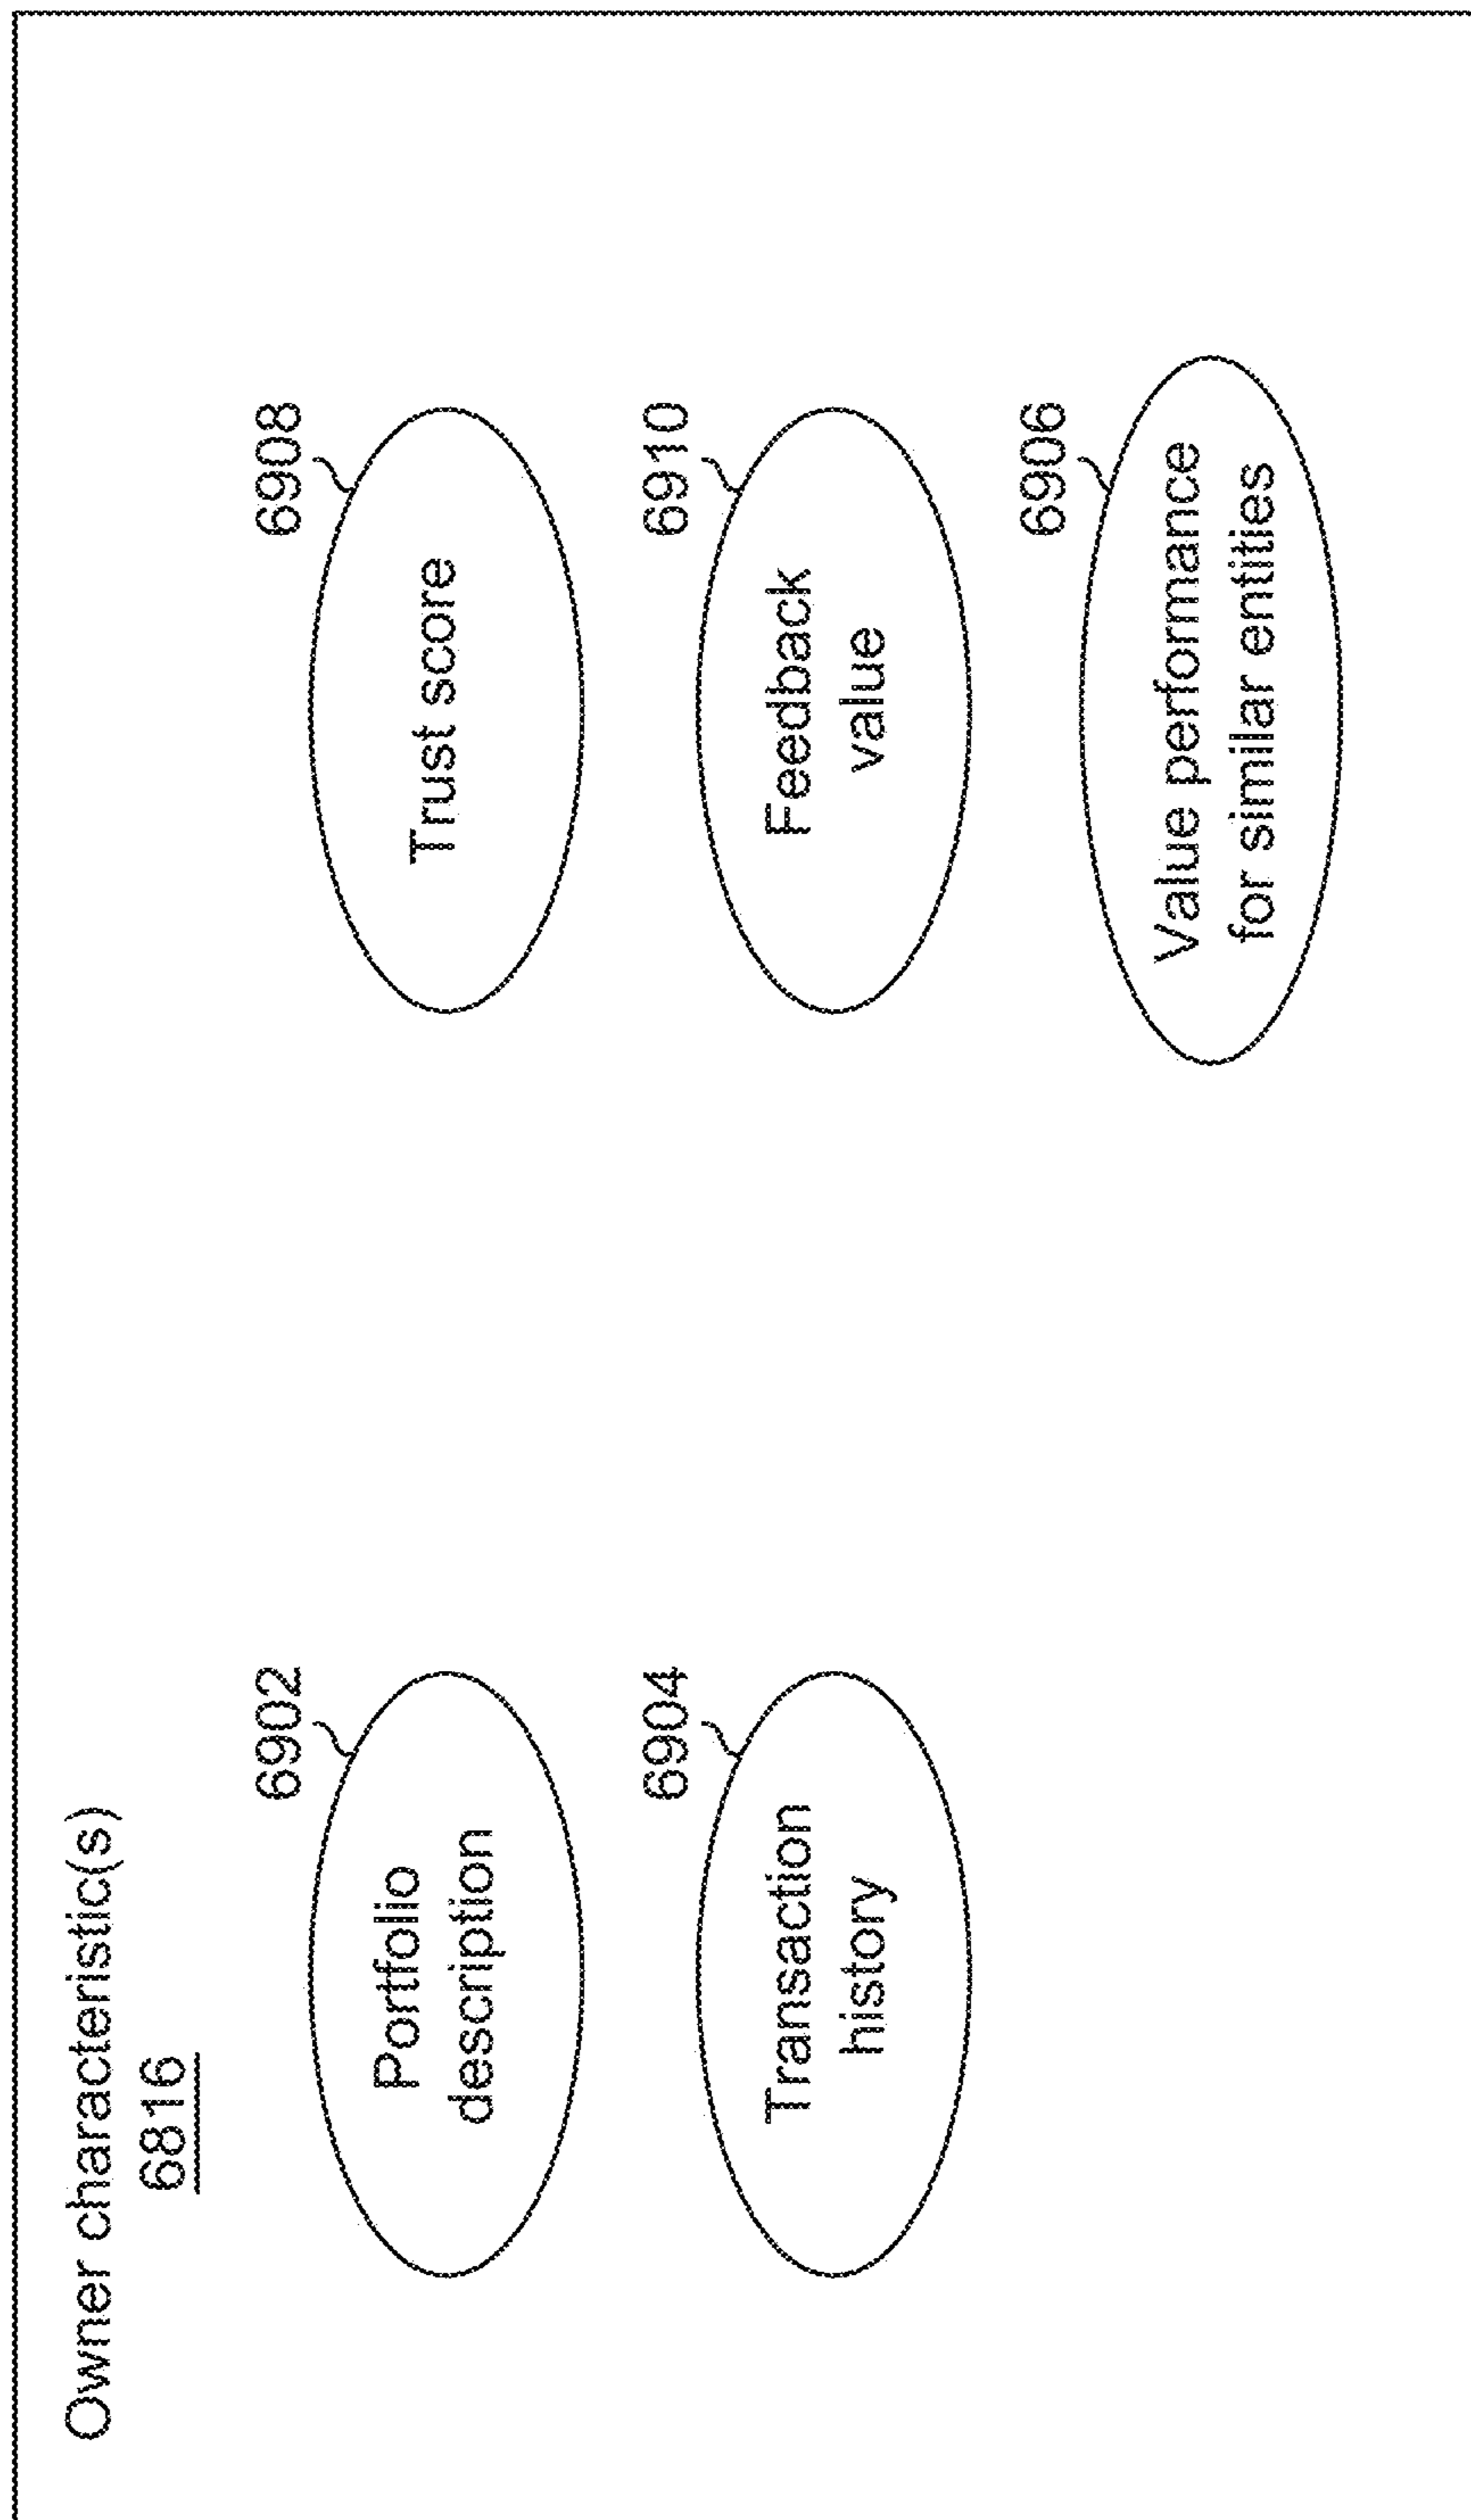 Owner characteristic(s)
6816
6902
Portfolio
description
6904
Transaction
history
6908
Trust score
6910
Feedback
value
6906
Value performance
for similar entities